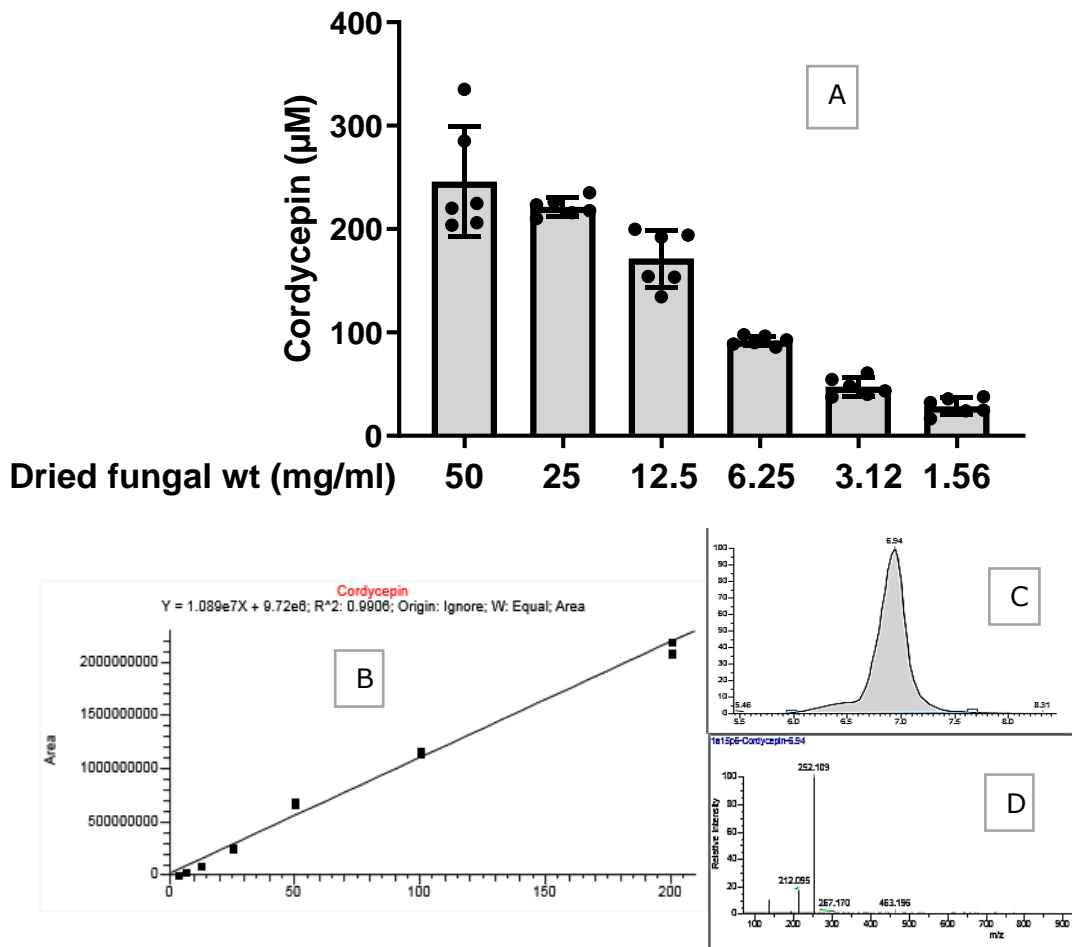 400
A
300
200
100
0
Cordycepin (µM)
Dried fungal wt (mg/ml) 50 25 12.5 6.25 3.12 1.56
Cordycepin
Y = 1.089e7X + 9.72e6; R^2: 0.9906; Origin: Ignore; W: Equal; Area
B
2000000000
1500000000
1000000000
500000000
0
Area
0 50 100 150 200
6.94
C
100
90
80
70
60
50
40
30
20
10
0
5.46 8.31
5.5 6.0 6.5 7.0 7.5 8.0
Cordycepin-6.94
252.109
D
100
80
60
40
20
0
Relative Intensity
212.055
267.170
463.196
100 200 300 400 500 600 700 800 900
m/z